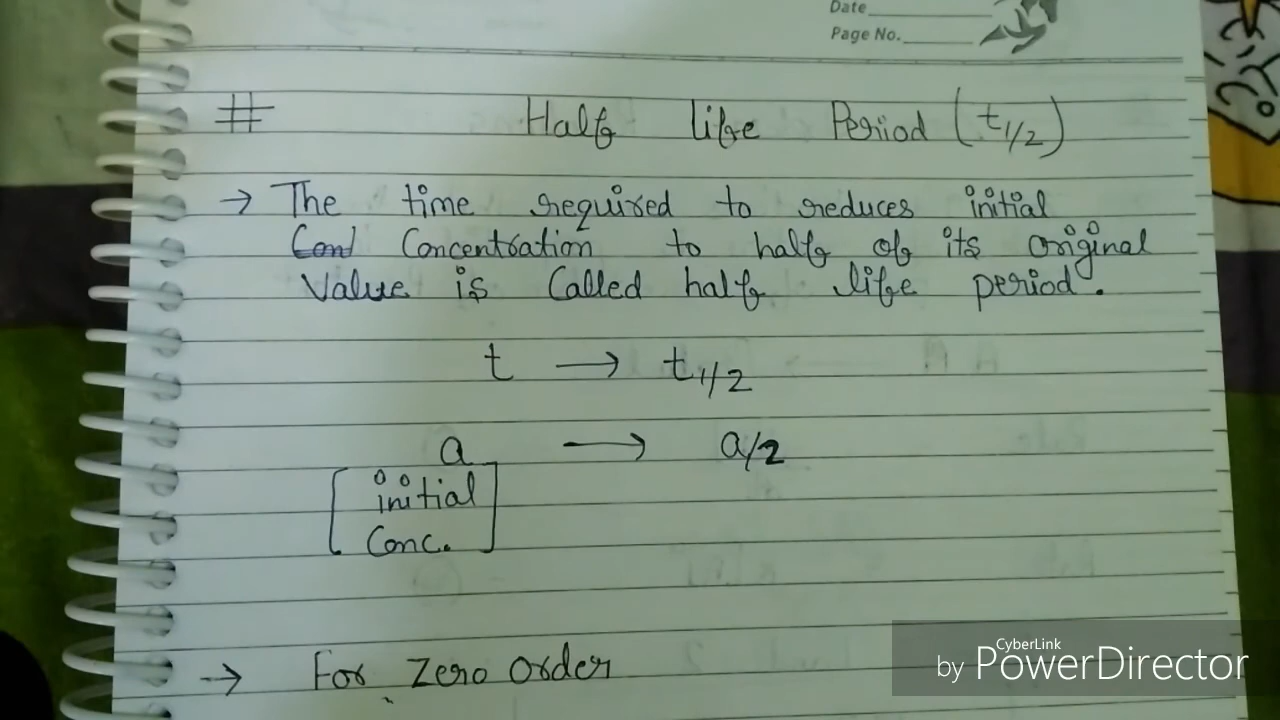 Date
Page No.
# Half life Period (t1/2)
→ The time required to reduces initial
Con Concentration to half of its original
Value is Called half life period.
t → t1/2
a → a/2
[initial
Conc.]
→ For Zero Order
CyberLink
by PowerDirector